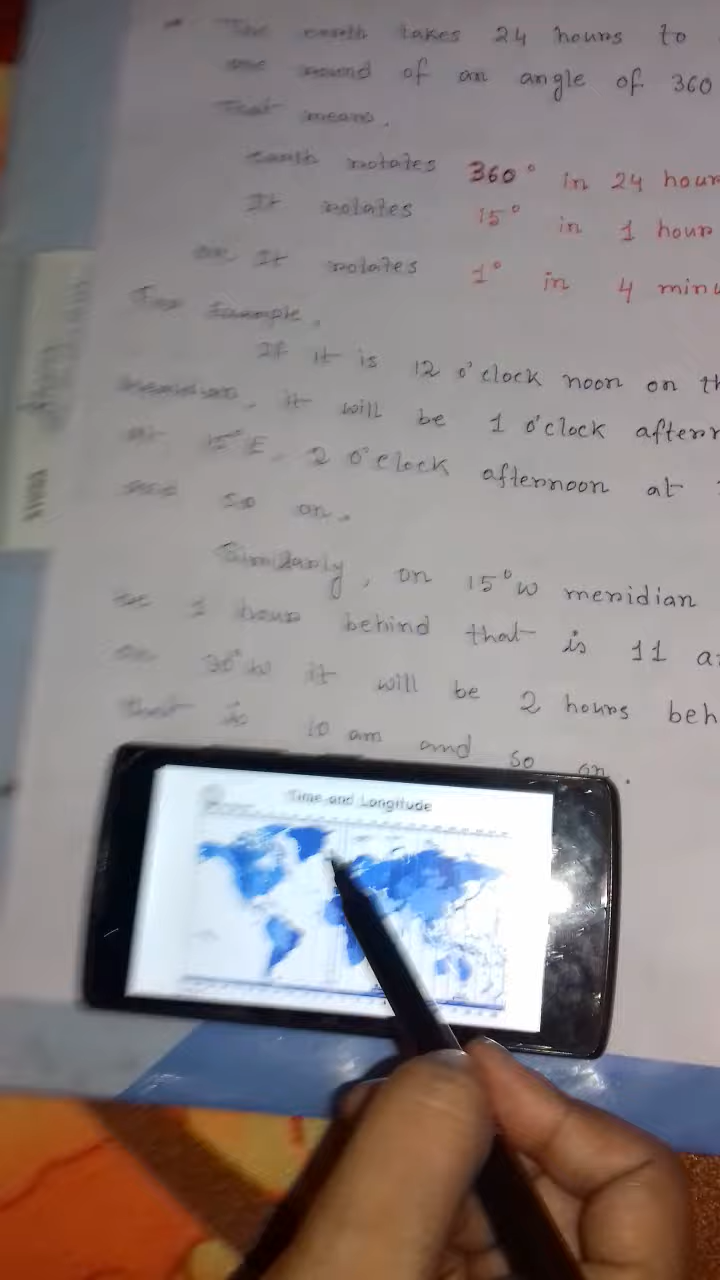 The earth takes 24 hours to
one round of an angle of 360
That means,
Earth rotates 360° in 24 hour
It rotates 15° in 1 hour
or It rotates 1° in 4 minu
For Example,
If it is 12 o'clock noon on th
meridian, it will be 1 o'clock aftern
at 15°E, 2 o'clock afternoon at
and so on.
Similarly, on 15°W meridian
be 1 hour behind that is 11 a
on 30°W it will be 2 hours beh
that is 10 am and so on.
Time and Longitude